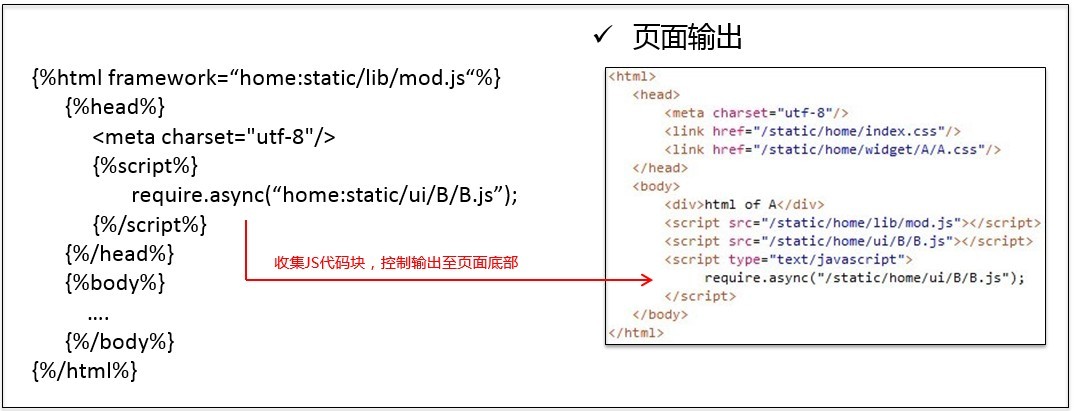 {%html framework=“home:static/lib/mod.js“%}
{%head%}
<meta charset="utf-8"/>
{%script%}
require.async(“home:static/ui/B/B.js”);
{%/script%}
{%/head%}
{%body%}
....
{%/body%}
{%/html%}
收集JS代码块，控制输出至页面底部
✓ 页面输出
<html>
<head>
<meta charset="utf-8"/>
<link href="/static/home/index.css"/>
<link href="/static/home/widget/A/A.css"/>
</head>
<body>
<div>html of A</div>
<script src="/static/home/lib/mod.js"></script>
<script src="/static/home/ui/B/B.js"></script>
<script type="text/javascript">
require.async("/static/home/ui/B/B.js");
</script>
</body>
</html>